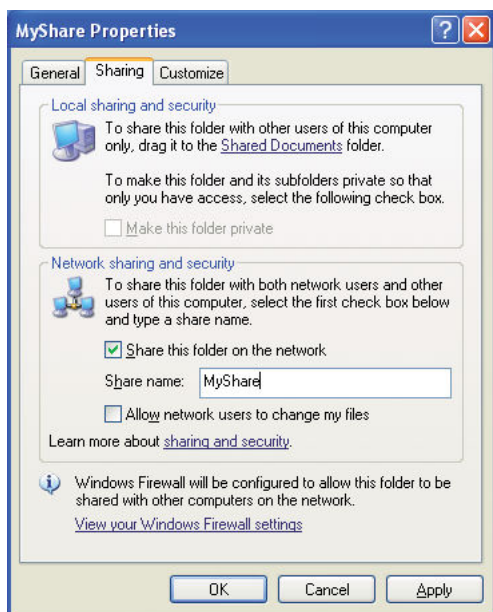 MyShare Properties
General Sharing Customize
Local sharing and security
To share this folder with other users of this computer
only, drag it to the Shared Documents folder.
To make this folder and its subfolders private so that
only you have access, select the following check box.
Make this folder private
Network sharing and security
To share this folder with both network users and other
users of this computer, select the first check box below
and type a share name.
Share this folder on the network
Share name: MyShare
Allow network users to change my files
Learn more about sharing and security.
Windows Firewall will be configured to allow this folder to be
shared with other computers on the network.
View your Windows Firewall settings
OK Cancel Apply